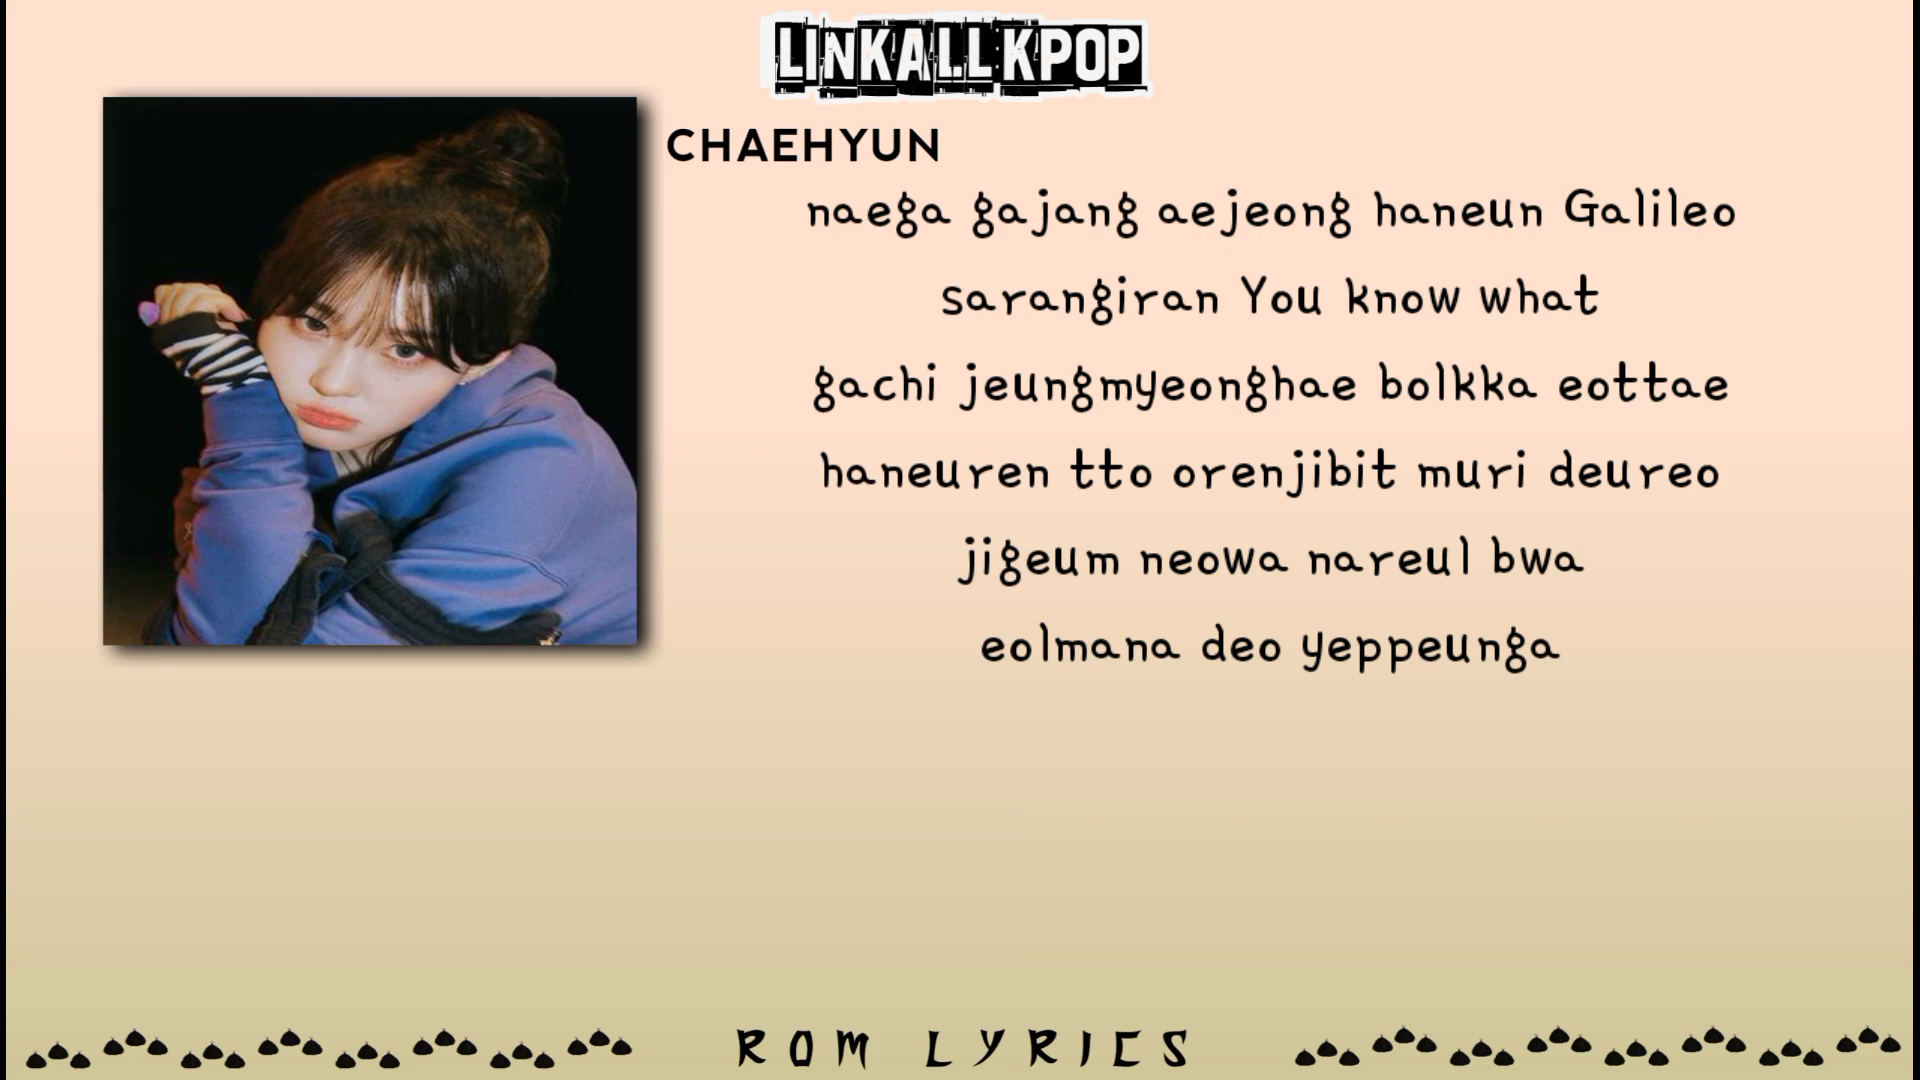 LINKALLKPOP
CHAEHYUN
naega gajang aejeong haneun Galileo
sarangiran You know what
gachi jeungmyeonghae bolkka eottae
haneuren tto orenjibit muri deureo
jigeum neowa nareul bwa
eolmana deo yeppeunga
ROM LYRICS